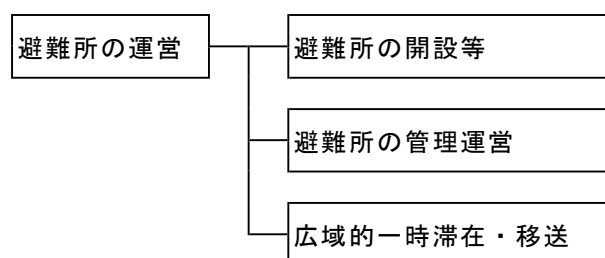 避難所の運営
避難所の開設等
避難所の管理運営
広域的一時滞在・移送